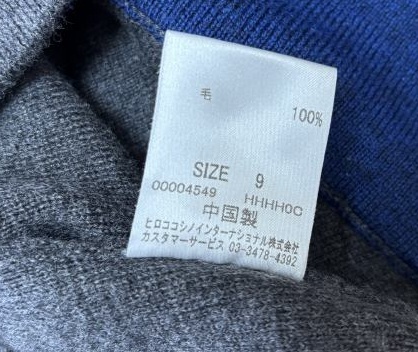 毛 100%
SIZE 9
00004549 HHHH0C
中国製
ヒロココシノインターナショナル株式会社
カスタマーサービス 03-3478-4392